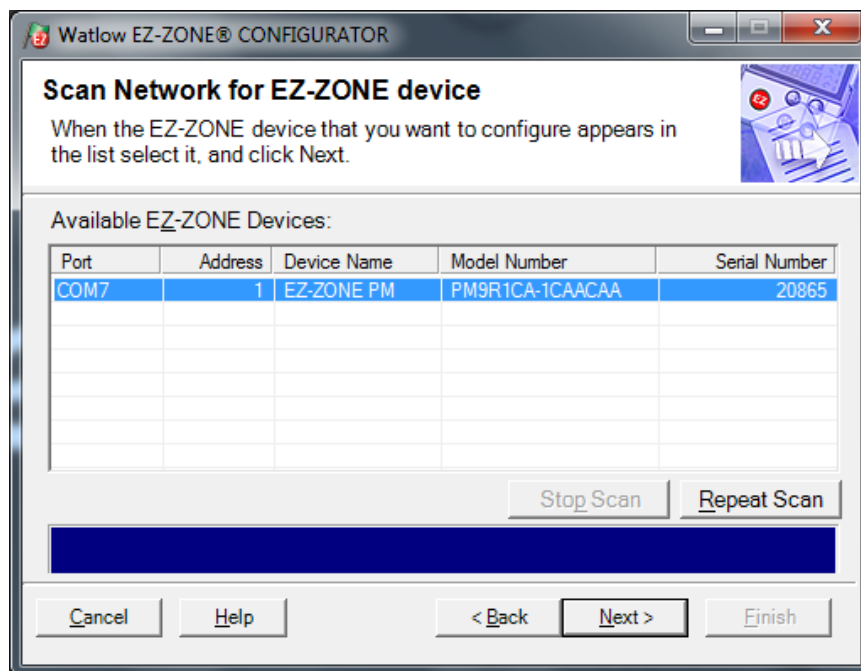 Watlow EZ-ZONE® CONFIGURATOR
Scan Network for EZ-ZONE device
When the EZ-ZONE device that you want to configure appears in
the list select it, and click Next.
EZ
Available EZ-ZONE Devices:
Port Address Device Name Model Number Serial Number
COM7 1 EZ-ZONE PM PM9R1CA-1CAACAA 20865
Stop Scan Repeat Scan
Cancel Help < Back Next > Finish